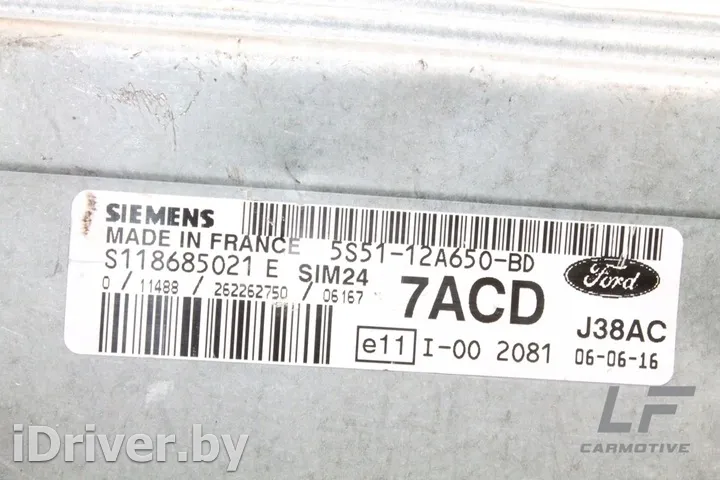 SIEMENS
MADE IN FRANCE 5S51-12A650-BD
S118685021 E SIM24
0 / 11488 / 262262750 / 06167
7ACD
Ford
J38AC
e11 I-00 2081 06-06-16
LF
CARMOTIVE
iDriver.by